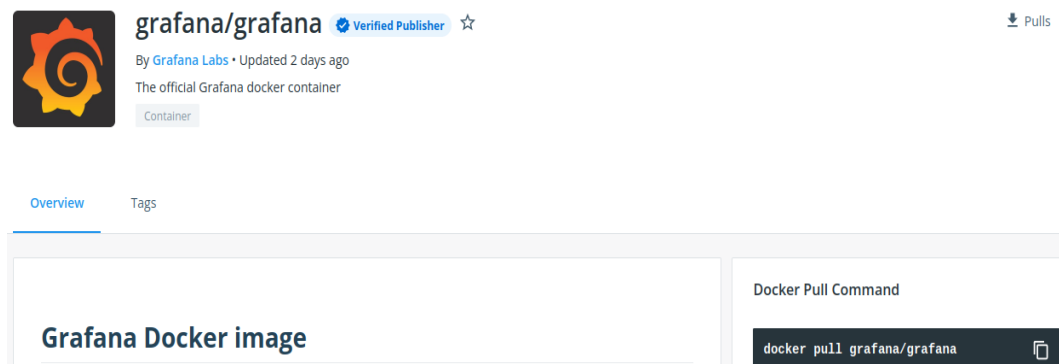 grafana/grafana Verified Publisher
Pulls
By Grafana Labs • Updated 2 days ago
The official Grafana docker container
Container
Overview Tags
Grafana Docker image
Docker Pull Command
docker pull grafana/grafana